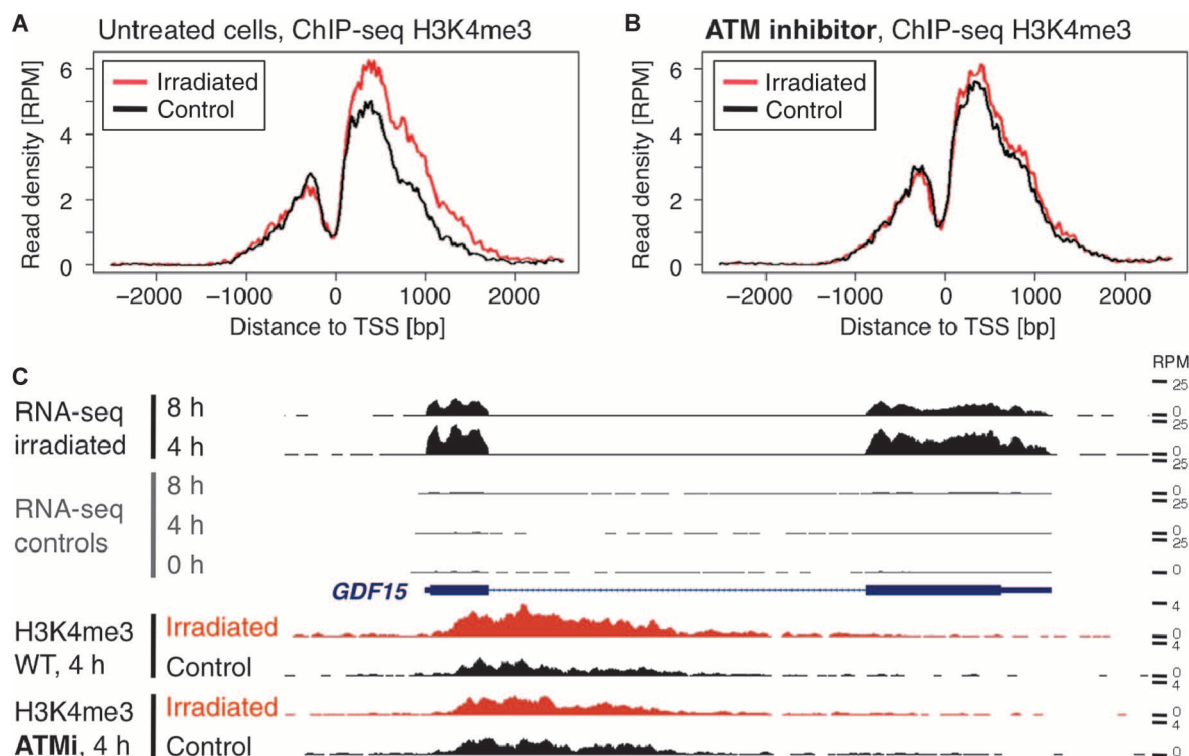 A
Untreated cells, ChIP-seq H3K4me3
Read density [RPM]
6
4
2
0
Irradiated
Control
−2000
−1000
0
1000
2000
Distance to TSS [bp]
B
ATM inhibitor, ChIP-seq H3K4me3
Read density [RPM]
6
4
2
0
Irradiated
Control
−2000
−1000
0
1000
2000
Distance to TSS [bp]
C
RPM
RNA-seq
irradiated
8 h
25
0
4 h
25
0
RNA-seq
controls
8 h
25
0
4 h
25
0
0 h
25
0
GDF15
H3K4me3
WT, 4 h
Irradiated
4
0
Control
4
0
H3K4me3
ATMi, 4 h
Irradiated
4
0
Control
4
0